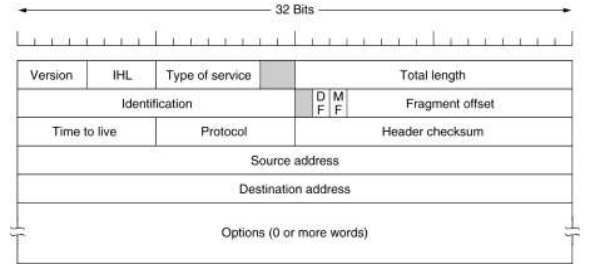 32 Bits
Version IHL Type of service Total length
Identification D F M F Fragment offset
Time to live Protocol Header checksum
Source address
Destination address
Options (0 or more words)